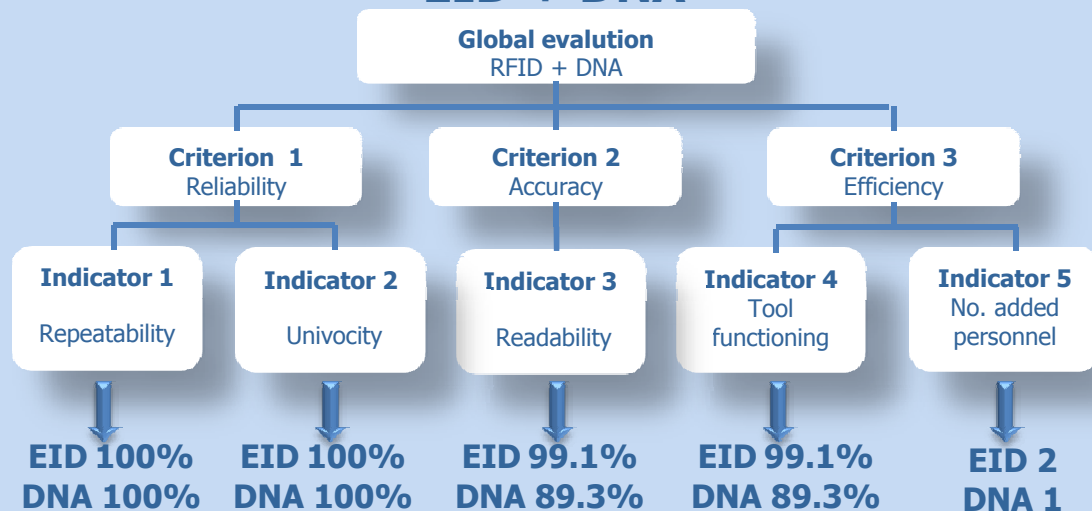 EID + DNA
Global evalution
RFID + DNA
Criterion 1
Reliability
Criterion 2
Accuracy
Criterion 3
Efficiency
Indicator 1
Repeatability
Indicator 2
Univocity
Indicator 3
Readability
Indicator 4
Tool
functioning
Indicator 5
No. added
personnel
EID 100%
DNA 100%
EID 100%
DNA 100%
EID 99.1%
DNA 89.3%
EID 99.1%
DNA 89.3%
EID 2
DNA 1